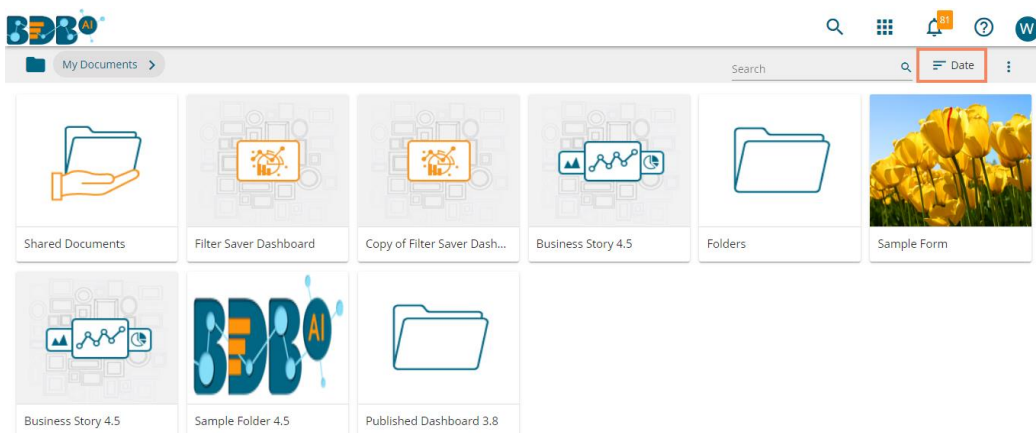 BDB AI
81
W
My Documents
Search
Date
Shared Documents
Filter Saver Dashboard
Copy of Filter Saver Dash...
Business Story 4.5
Folders
Sample Form
BDB AI
Business Story 4.5
Sample Folder 4.5
Published Dashboard 3.8